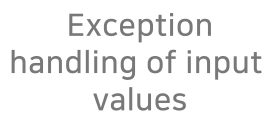 Exception
handling of input
values